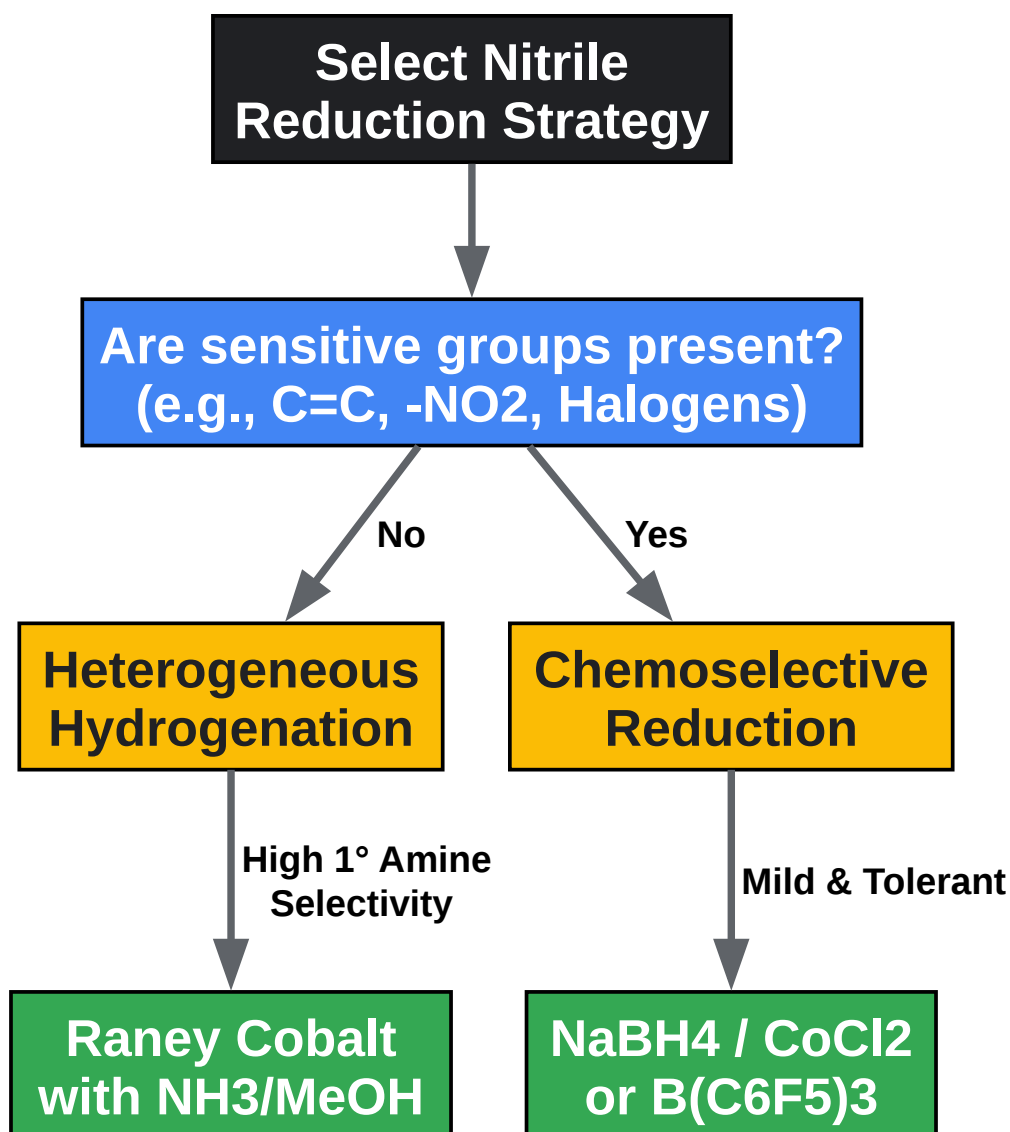 Select Nitrile
Reduction Strategy
Are sensitive groups present?
(e.g., C=C, -NO2, Halogens)
No
Yes
Heterogeneous
Hydrogenation
Chemoselective
Reduction
High 1° Amine
Selectivity
Mild & Tolerant
Raney Cobalt
with NH3/MeOH
NaBH4 / CoCl2
or B(C6F5)3